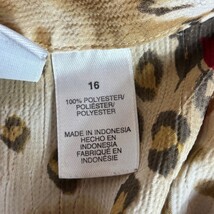 16
100% POLYESTER/
POLIÉSTER/
POLYESTER
MADE IN INDONESIA
HECHO EN
INDONESIA
FABRIQUÉ EN
INDONÉSIE